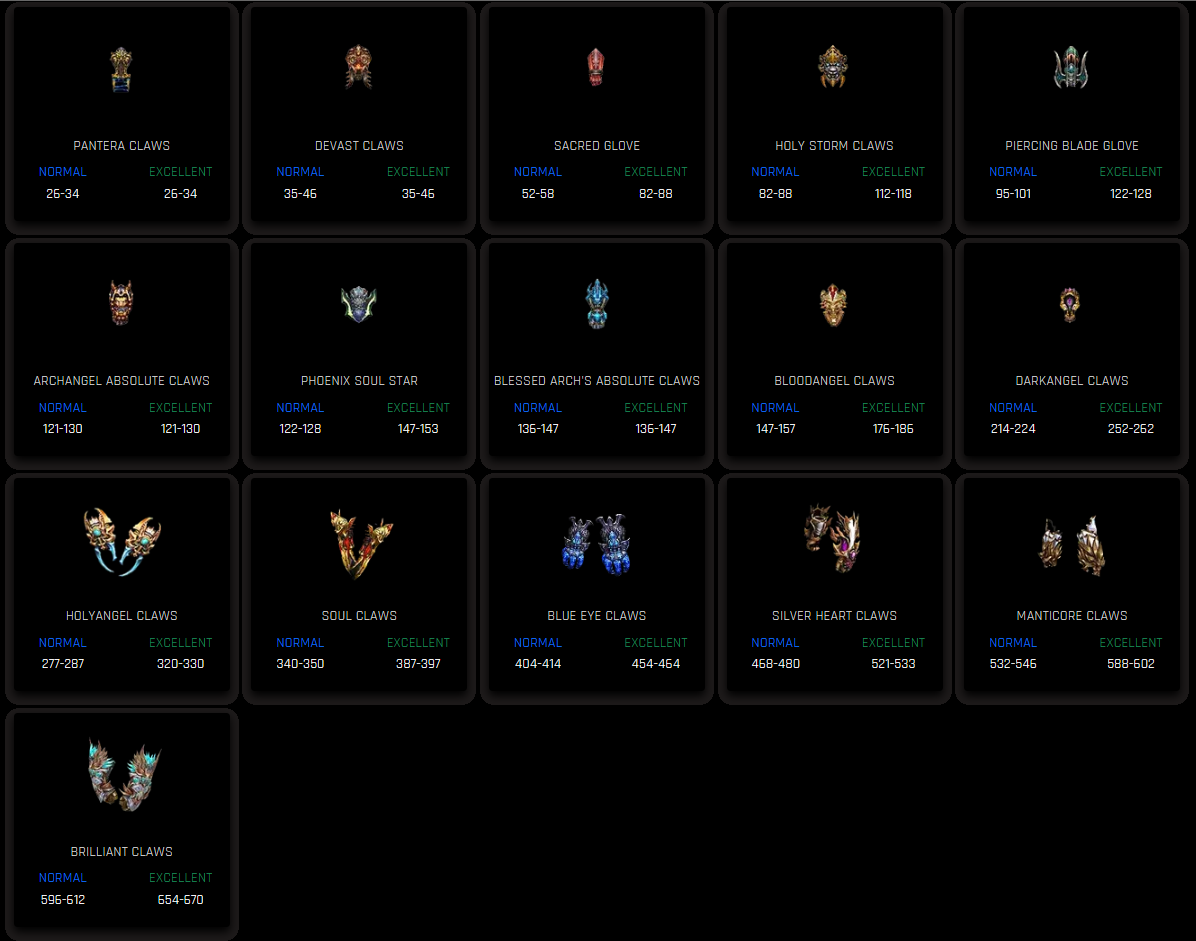 PANTERA CLAWS
NORMAL EXCELLENT
26-34 26-34
DEVAST CLAWS
NORMAL EXCELLENT
35-46 35-46
SACRED GLOVE
NORMAL EXCELLENT
52-58 82-88
HOLY STORM CLAWS
NORMAL EXCELLENT
82-88 112-118
PIERCING BLADE GLOVE
NORMAL EXCELLENT
95-101 122-128
ARCHANGEL ABSOLUTE CLAWS
NORMAL EXCELLENT
121-130 121-130
PHOENIX SOUL STAR
NORMAL EXCELLENT
122-128 147-153
BLESSED ARCH'S ABSOLUTE CLAWS
NORMAL EXCELLENT
136-147 136-147
BLOODANGEL CLAWS
NORMAL EXCELLENT
147-157 176-186
DARKANGEL CLAWS
NORMAL EXCELLENT
214-224 252-262
HOLYANGEL CLAWS
NORMAL EXCELLENT
277-287 320-330
SOUL CLAWS
NORMAL EXCELLENT
340-350 387-397
BLUE EYE CLAWS
NORMAL EXCELLENT
404-414 454-464
SILVER HEART CLAWS
NORMAL EXCELLENT
468-480 521-533
MANTICORE CLAWS
NORMAL EXCELLENT
532-546 588-602
BRILLIANT CLAWS
NORMAL EXCELLENT
596-612 654-670